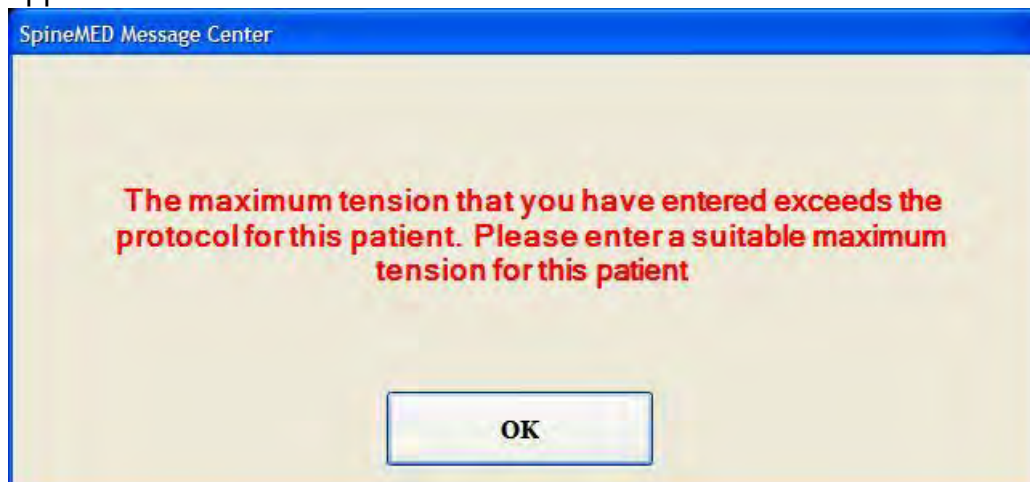 SpineMED Message Center
The maximum tension that you have entered exceeds the
protocol for this patient. Please enter a suitable maximum
tension for this patient
OK